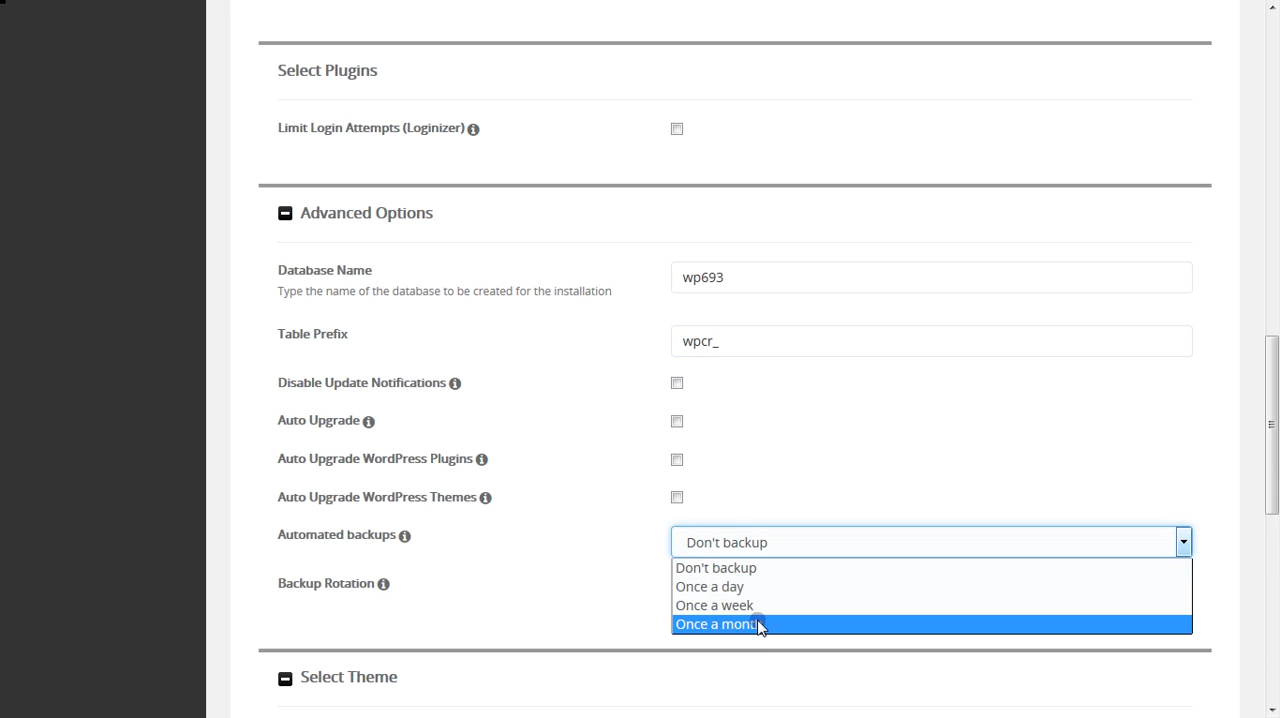 Select Plugins
Limit Login Attempts (Loginizer)
Advanced Options
Database Name
Type the name of the database to be created for the installation
wp693
Table Prefix
wpcr_
Disable Update Notifications
Auto Upgrade
Auto Upgrade WordPress Plugins
Auto Upgrade WordPress Themes
Automated backups
Don't backup
Don't backup
Once a day
Once a week
Once a month
Backup Rotation
Select Theme